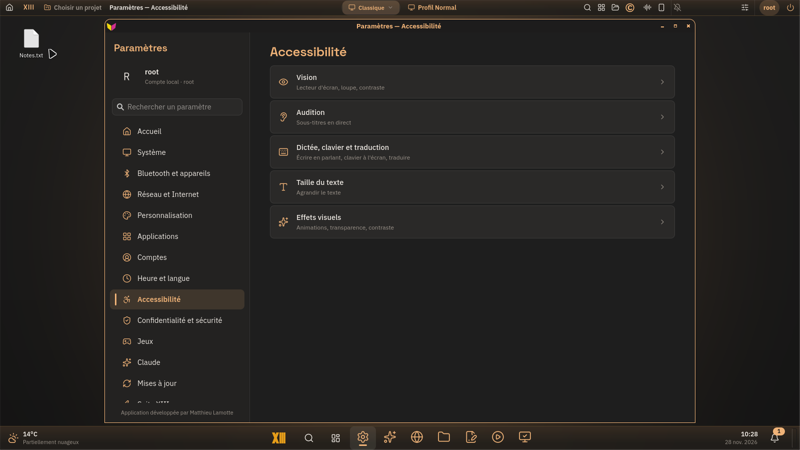 XIII
Choisir un projet
Paramètres — Accessibilité
Classique
Profil Normal
root
Notes.txt
Paramètres — Accessibilité
Paramètres
R
root
Compte local · root
Rechercher un paramètre
Accueil
Système
Bluetooth et appareils
Réseau et Internet
Personnalisation
Applications
Comptes
Heure et langue
Accessibilité
Confidentialité et sécurité
Jeux
Claude
Mises à jour
Application développée par Matthieu Lamotte
Accessibilité
Vision
Lecteur d'écran, loupe, contraste
Audition
Sous-titres en direct
Dictée, clavier et traduction
Écrire en parlant, clavier à l'écran, traduire
Taille du texte
Agrandir le texte
Effets visuels
Animations, transparence, contraste
14°C
Partiellement nuageux
XIII
10:28
28 nov. 2026
1